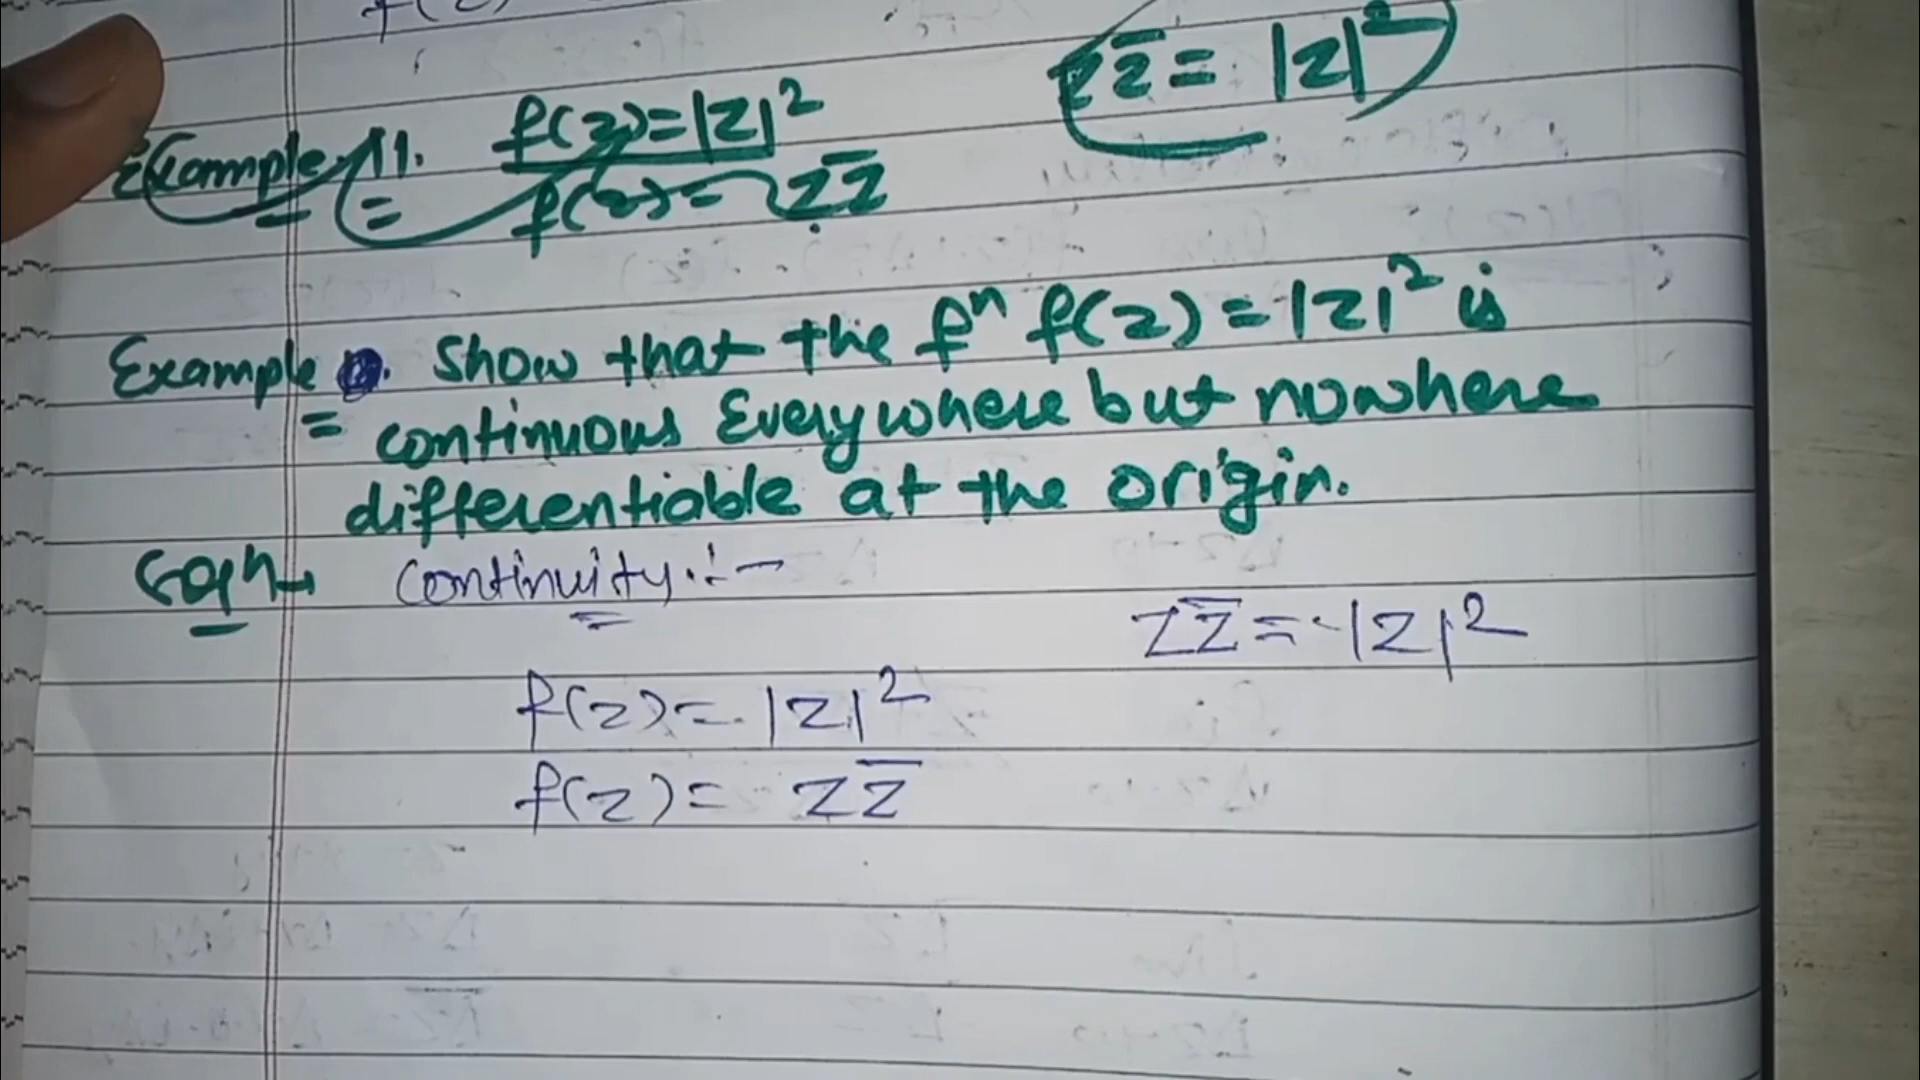 zz̅ = |z|²
Example 11. f(z)=|z|²
f(z)= zz̅
Example . Show that the fⁿ f(z)=|z|² is
continuous Everywhere but nowhere
differentiable at the origin.
Solⁿ→ Continuity:-
zz̅ = |z|²
f(z)= |z|²
f(z)= zz̅